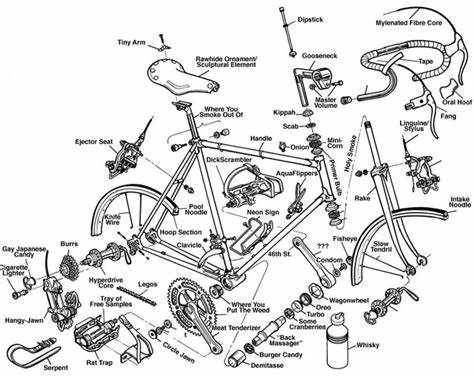 Dipstick
Mylenated Fibre Core
Tiny Arm
Rawhide Ornament/
Sculptural Element
Gooseneck
Tape
Master
Volume
Oral Hoof
Fang
Where You
Smoke Out Of
Kippah
Scab
Linguine/
Stylus
Ejector Seat
Handle
Onion
Mini-
Corn
Holy Smoke
DickScrambler
AquaFlippers
Primer Bulb
Rake
Intake
Noodle
Pool
Noodle
Knife
Wire
Neon Sign
Hoop Section
Clavicle
46th St.
???
Fisheye
Slow
Tendril
Gay Japanese
Candy
Burrs
Condom
Cigarette
Lighter
Hyperdrive
Core
Legos
Wagonwheel
Tray of
Free Samples
Where You
Put The Weed
Oreo
Turbo
Some
Cranberries
Hangy-Jawn
Meat Tenderizer
"Back
Massager"
Rat Trap
Circle Jawn
Burger Candy
Whisky
Serpent
Demitasse